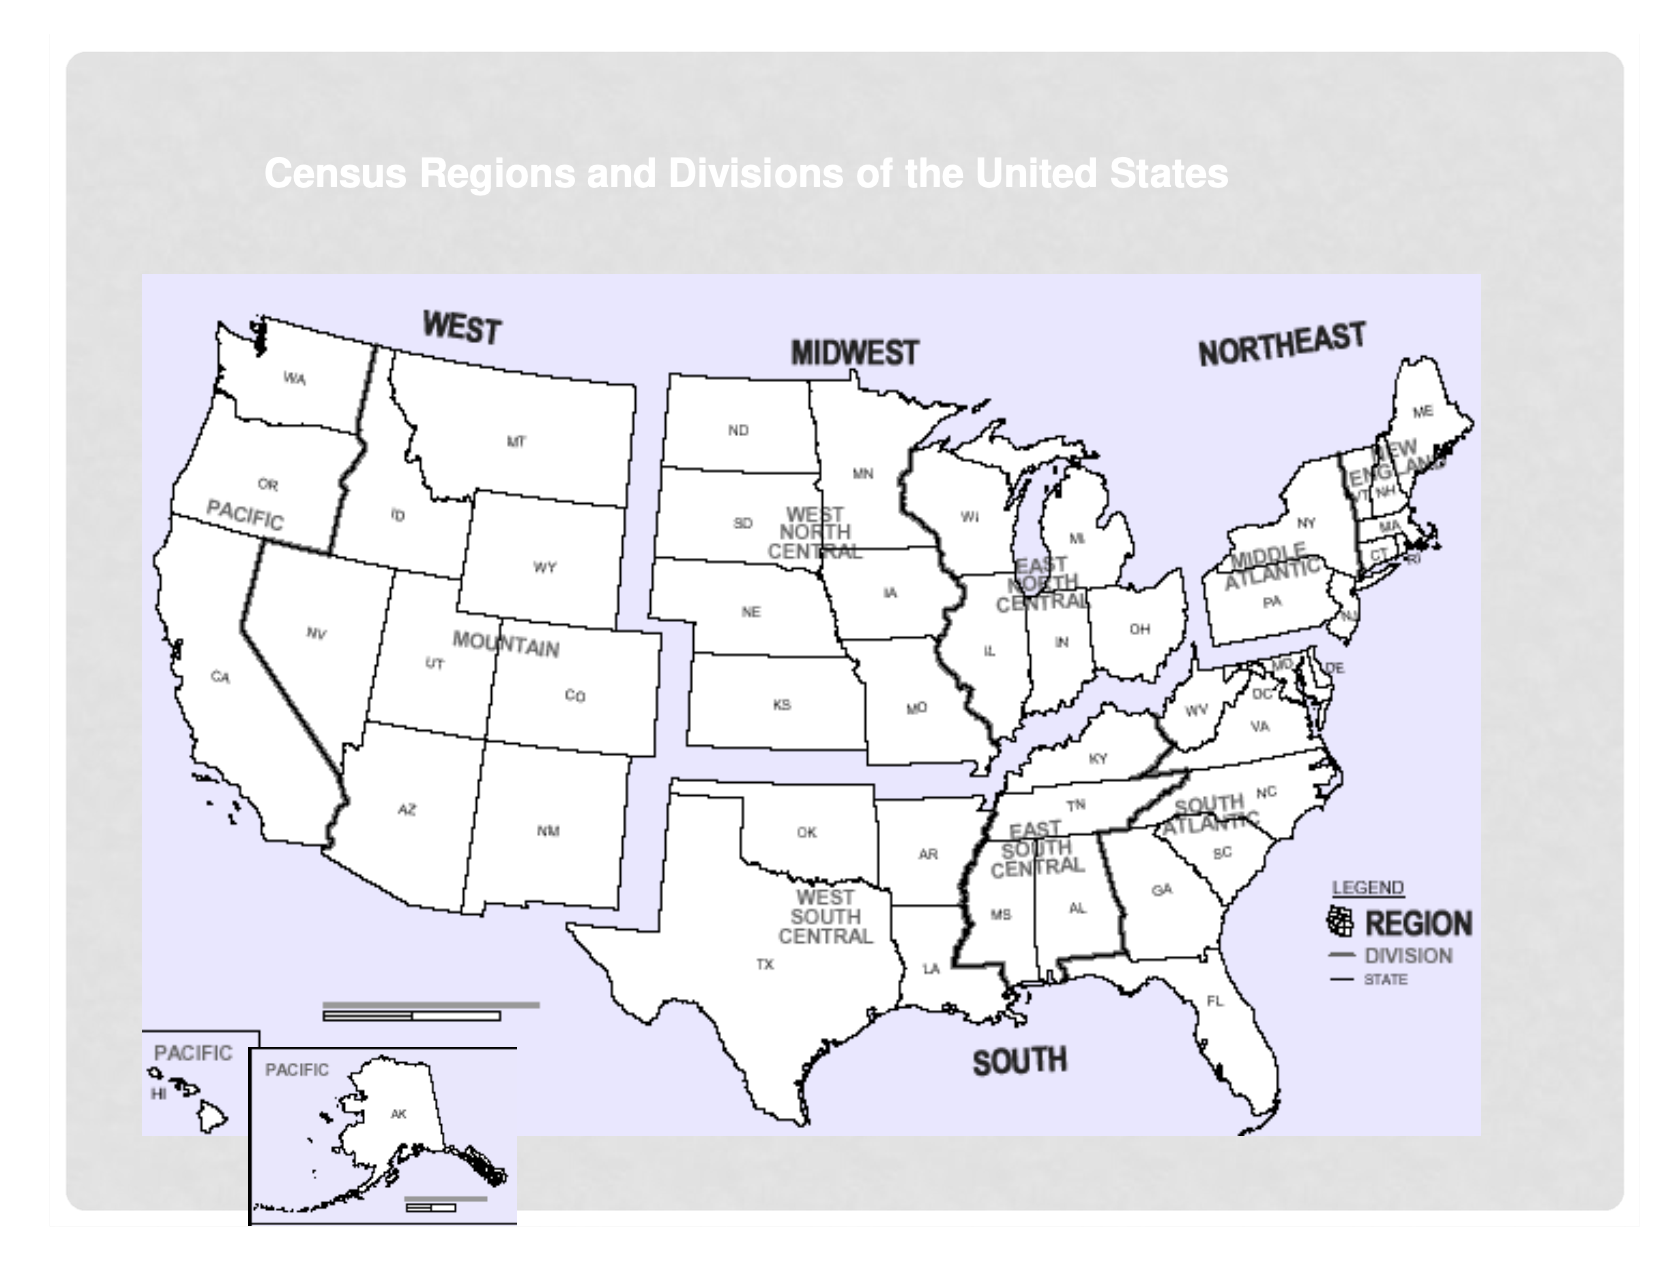 Census Regions and Divisions of the United States
WEST
MIDWEST
NORTHEAST
WA
MT
OR
PACIFIC
ID
WY
NV
MOUNTAIN
UT
CO
CA
AZ
NM
ND
MN
SD
WEST
NORTH
CENTRAL
NE
IA
KS
MO
WI
MI
EAST
NORTH
CENTRAL
IL
IN
OH
ME
NEW
ENGLAND
VT
NH
NY
MA
CT
RI
MIDDLE
ATLANTIC
PA
NJ
MD
DE
DC
WV
VA
KY
NC
TN
SOUTH
ATLANTIC
SC
GA
EAST
SOUTH
CENTRAL
MS
AL
OK
AR
WEST
SOUTH
CENTRAL
TX
LA
FL
SOUTH
LEGEND
REGION
DIVISION
STATE
PACIFIC
HI
PACIFIC
AK